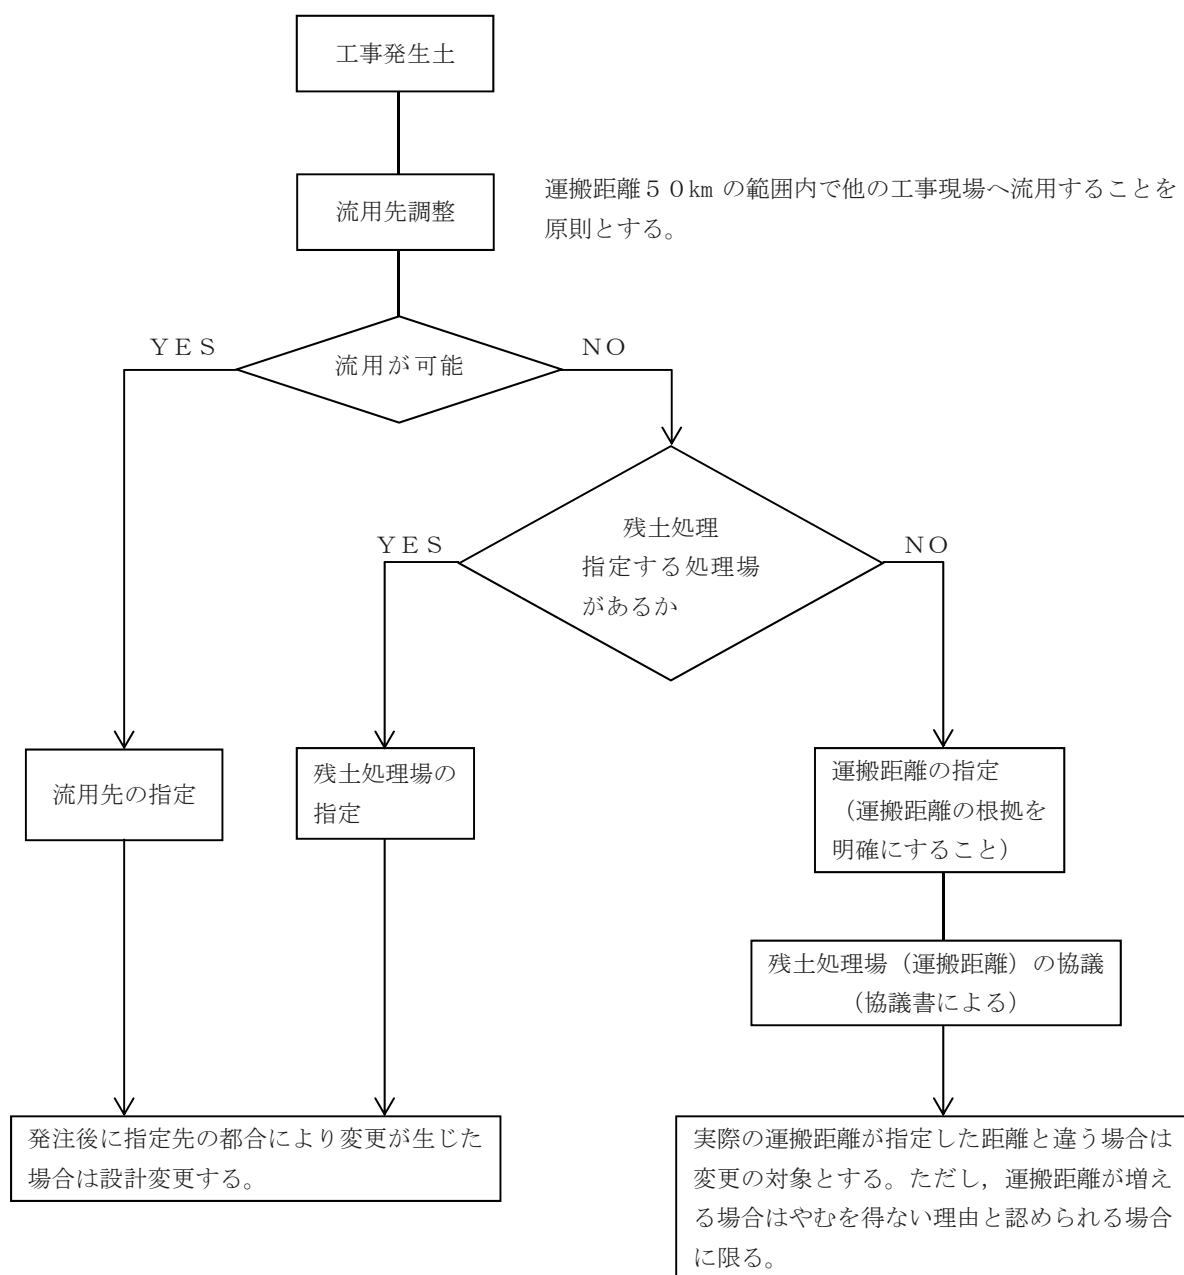 工事発生土
流用先調整
運搬距離５０km の範囲内で他の工事現場へ流用することを
原則とする。
ＹＥＳ
流用が可能
ＮＯ
ＹＥＳ
残土処理
指定する処理場
があるか
ＮＯ
流用先の指定
残土処理場の
指定
運搬距離の指定
（運搬距離の根拠を
明確にすること）
残土処理場（運搬距離）の協議
（協議書による）
発注後に指定先の都合により変更が生じた
場合は設計変更する。
実際の運搬距離が指定した距離と違う場合は
変更の対象とする。ただし，運搬距離が増え
る場合はやむを得ない理由と認められる場合
に限る。